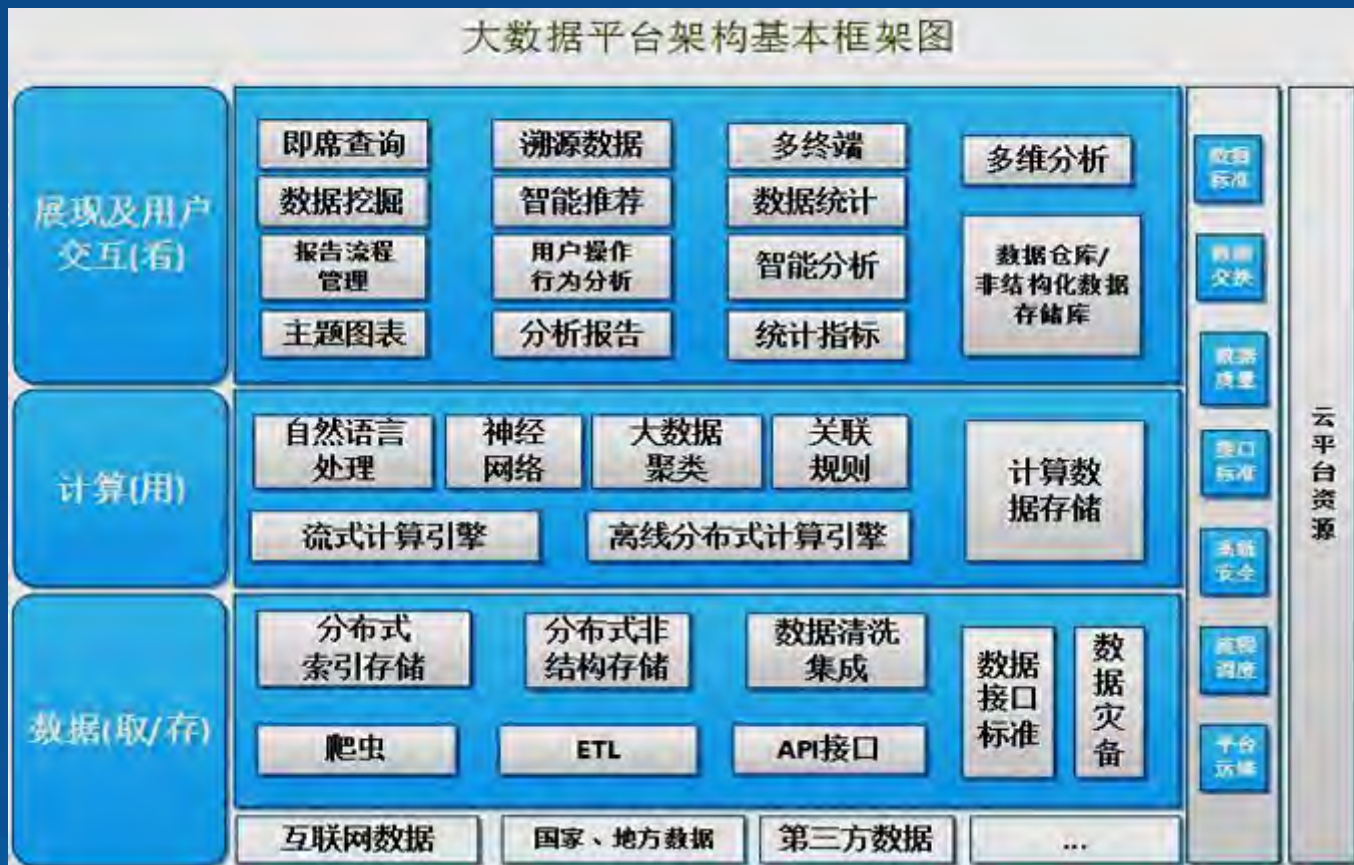 大数据平台架构基本框架图
展现及用户
交互(看)
即席查询
溯源数据
多终端
多维分析
数据挖掘
智能推荐
数据统计
报告流程
管理
用户操作
行为分析
智能分析
数据仓库/
非结构化数据
存储库
主题图表
分析报告
统计指标
计算(用)
自然语言
处理
神经
网络
大数据
聚类
关联
规则
计算数
据存储
流式计算引擎
离线分布式计算引擎
数据(取/存)
分布式
索引存储
分布式非
结构存储
数据清洗
集成
数据
接口
标准
数
据
灾
备
爬虫
ETL
API接口
互联网数据
国家、地方数据
第三方数据
...
数据
标准
数据
交换
数据
质量
接口
标准
安全
调度
平台
云
平
台
资
源